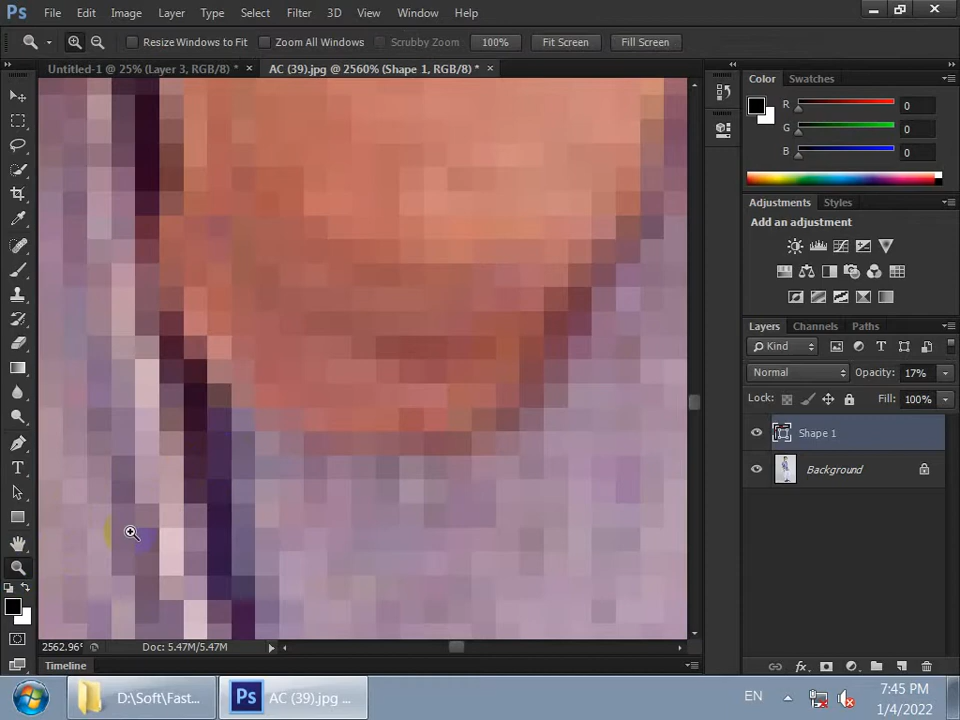 Ps File Edit Image Layer Type Select Filter 3D View Window Help
Resize Windows to Fit Zoom All Windows Scrubby Zoom 100% Fit Screen Fill Screen
Untitled-1 @ 25% (Layer 3, RGB/8) * × AC (39).jpg @ 2560% (Shape 1, RGB/8) * ×
Color Swatches
R 0
G 0
B 0
Adjustments Styles
Add an adjustment
Layers Channels Paths
Kind
Normal Opacity: 17%
Lock: Fill: 100%
Shape 1
Background
2562.96% Doc: 5.47M/5.47M
Timeline
D:\Soft\Fast... Ps AC (39).jpg ... EN 7:45 PM
1/4/2022